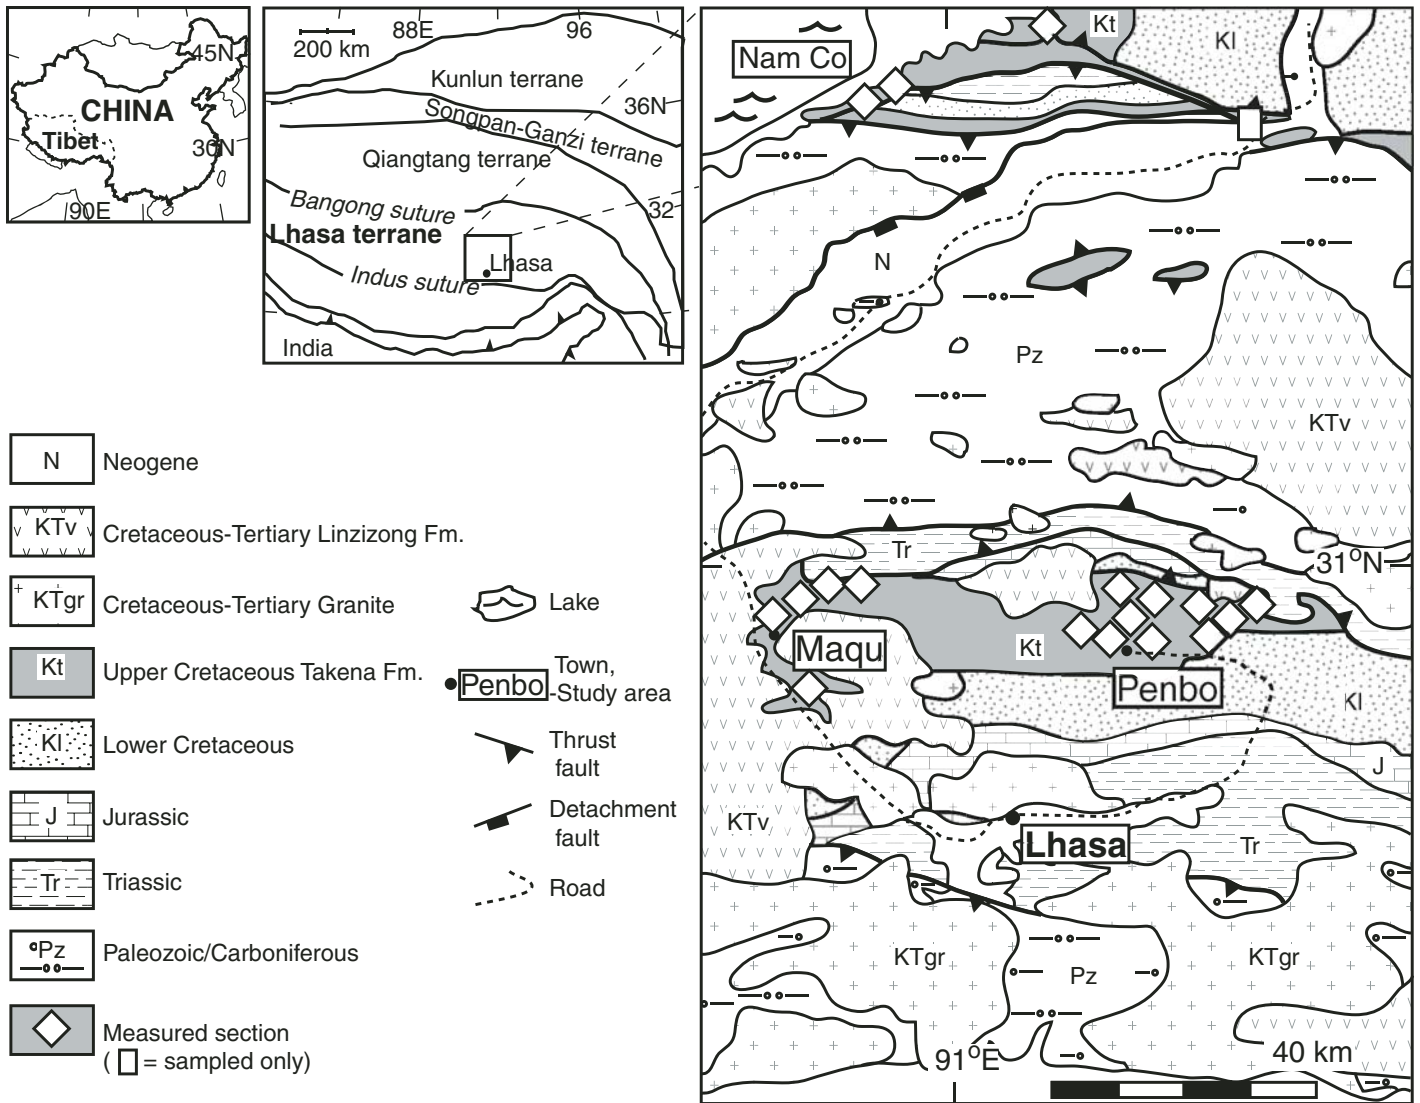 45N
CHINA
Tibet
30N
90E
88E
96
200 km
Kunlun terrane
36N
Songpan-Ganzi terrane
Qiangtang terrane
Bangong suture
32
Lhasa terrane
Lhasa
Indus suture
India
N
Neogene
KTv
Cretaceous-Tertiary Linzizong Fm.
KTgr
Cretaceous-Tertiary Granite
Kt
Upper Cretaceous Takena Fm.
Kl
Lower Cretaceous
J
Jurassic
Tr
Triassic
Pz
Paleozoic/Carboniferous
Measured section
( = sampled only)
Lake
Penbo
Town,
-Study area
Thrust
fault
Detachment
fault
Road
Kt
Kl
Nam Co
N
Pz
KTv
Tr
31oN
Maqu
Kt
Penbo
Kl
J
KTv
Lhasa
Tr
KTgr
Pz
KTgr
91oE
40 km